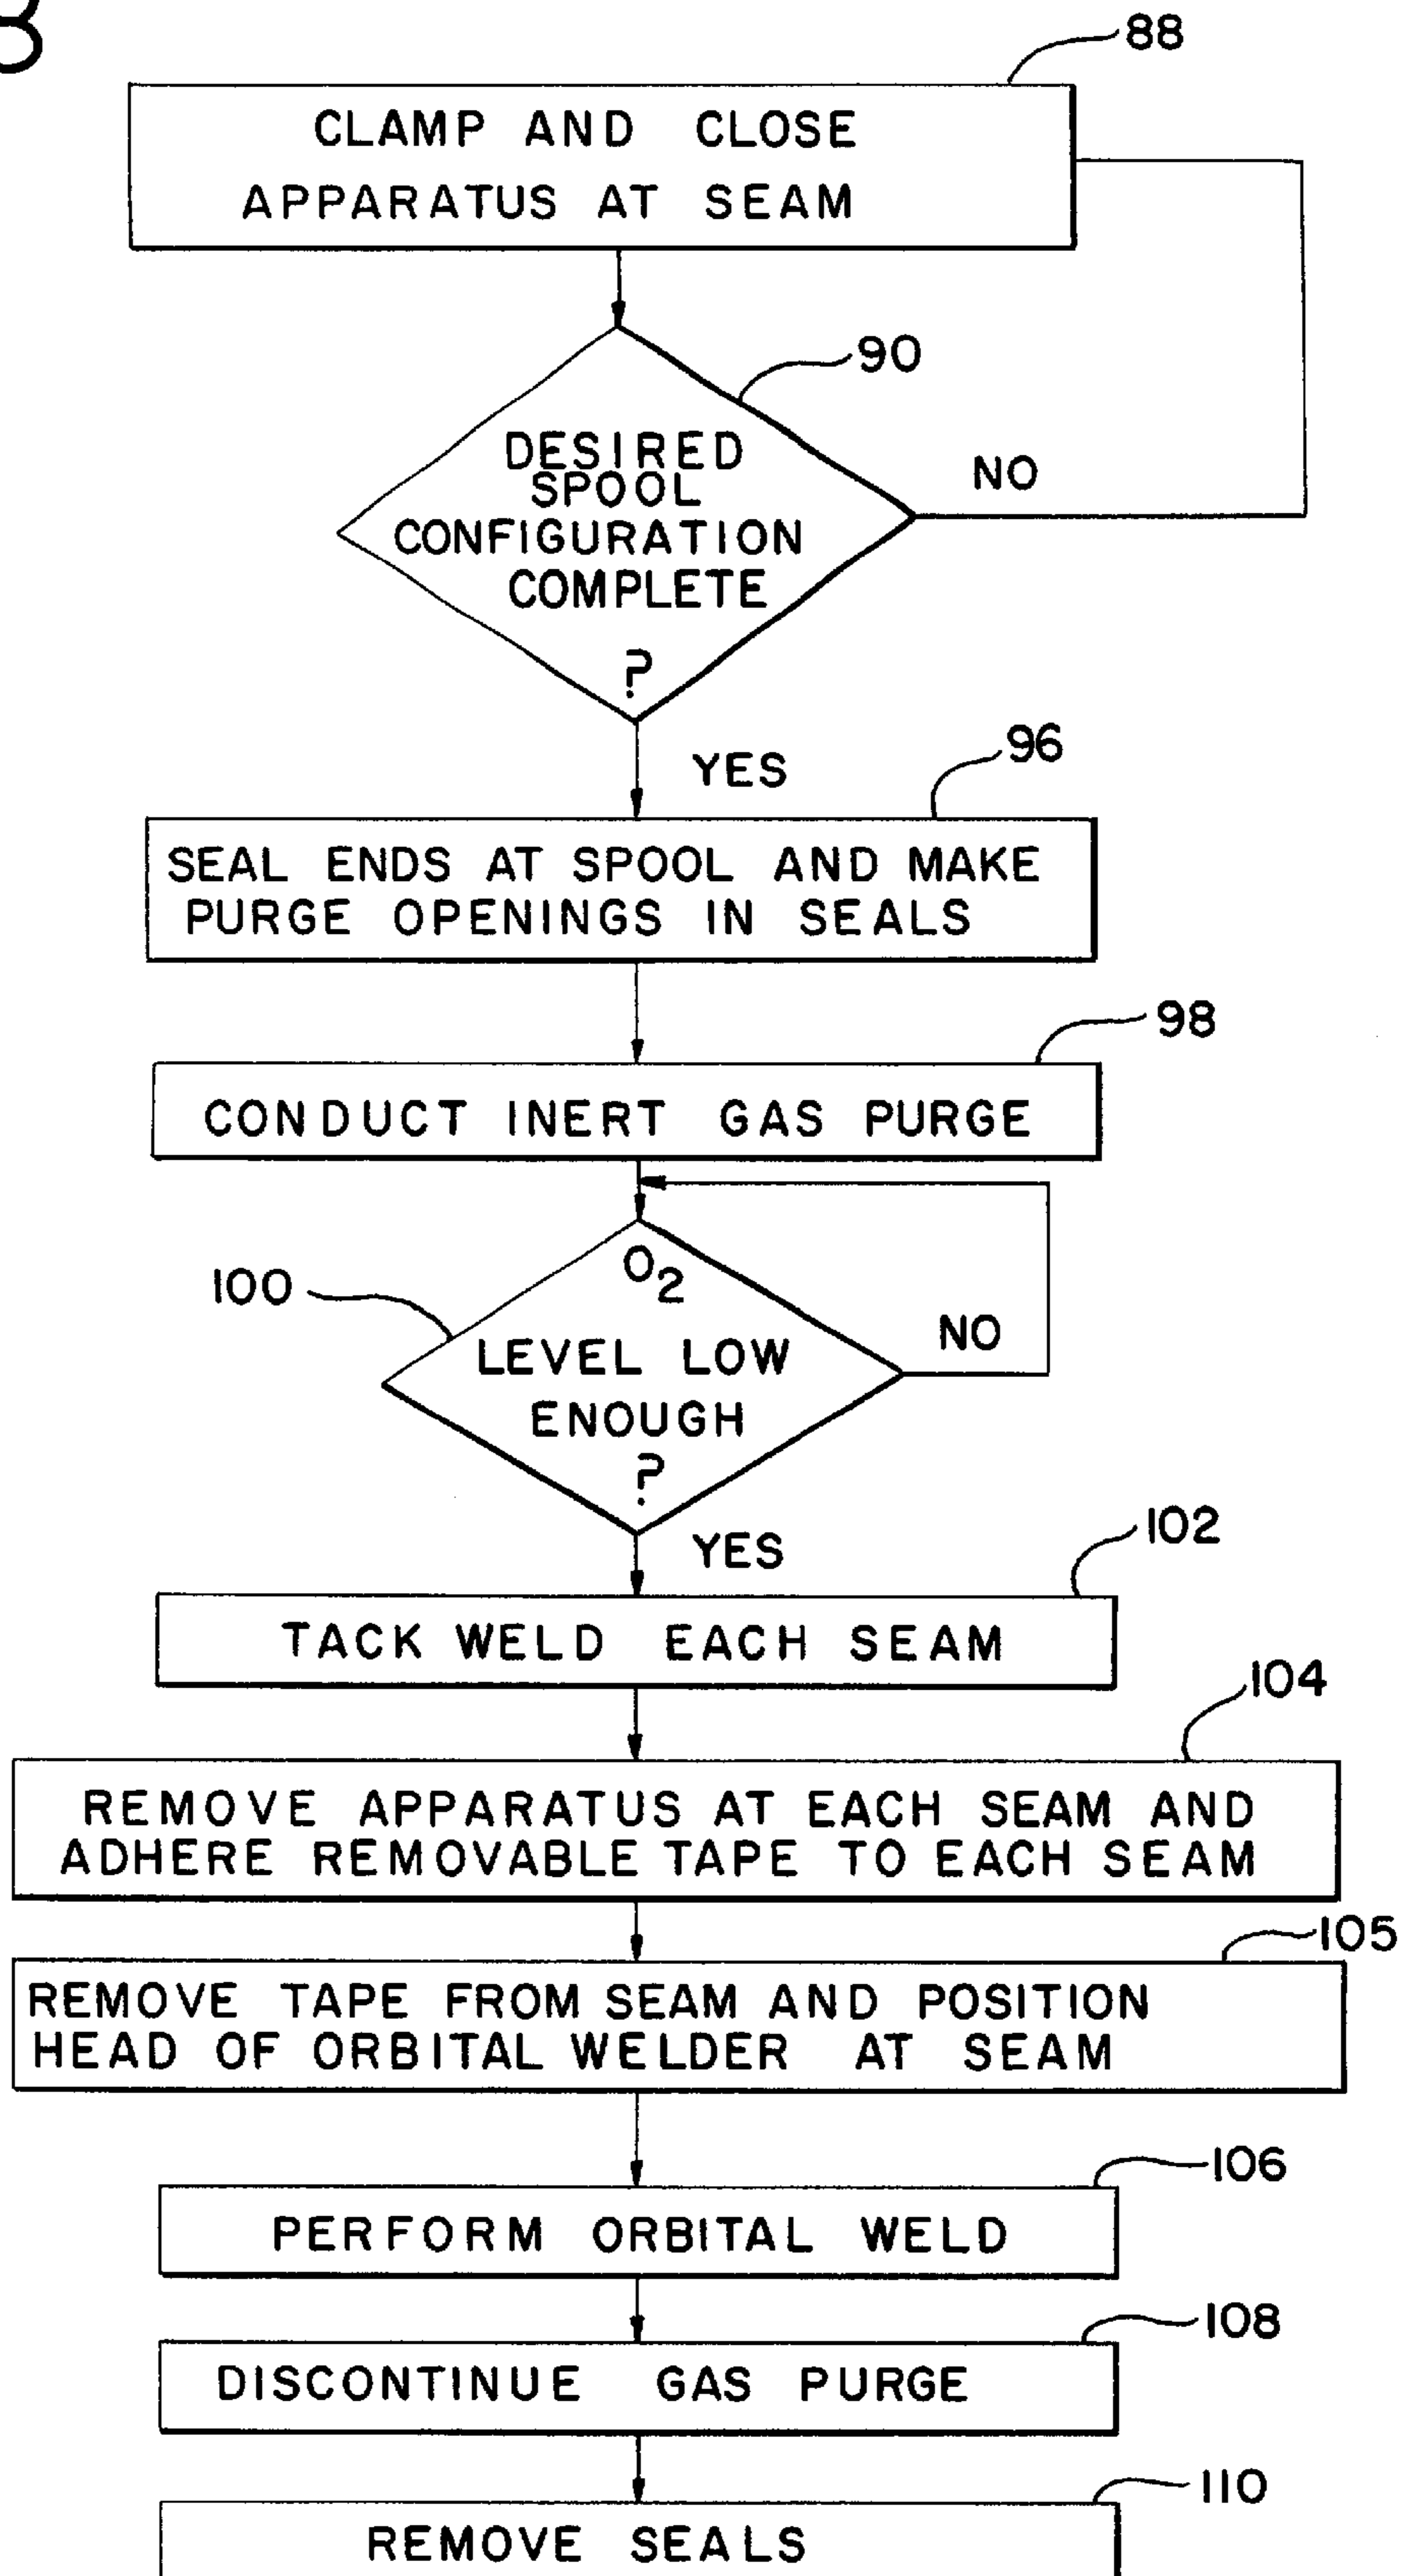 88
CLAMP AND CLOSE
APPARATUS AT SEAM
90
DESIRED
SPOOL
CONFIGURATION
COMPLETE
?
NO
YES
96
SEAL ENDS AT SPOOL AND MAKE
PURGE OPENINGS IN SEALS
98
CONDUCT INERT GAS PURGE
100
O2
LEVEL LOW
ENOUGH
?
NO
YES
102
TACK WELD EACH SEAM
104
REMOVE APPARATUS AT EACH SEAM AND
ADHERE REMOVABLE TAPE TO EACH SEAM
105
REMOVE TAPE FROM SEAM AND POSITION
HEAD OF ORBITAL WELDER AT SEAM
106
PERFORM ORBITAL WELD
108
DISCONTINUE GAS PURGE
110
REMOVE SEALS